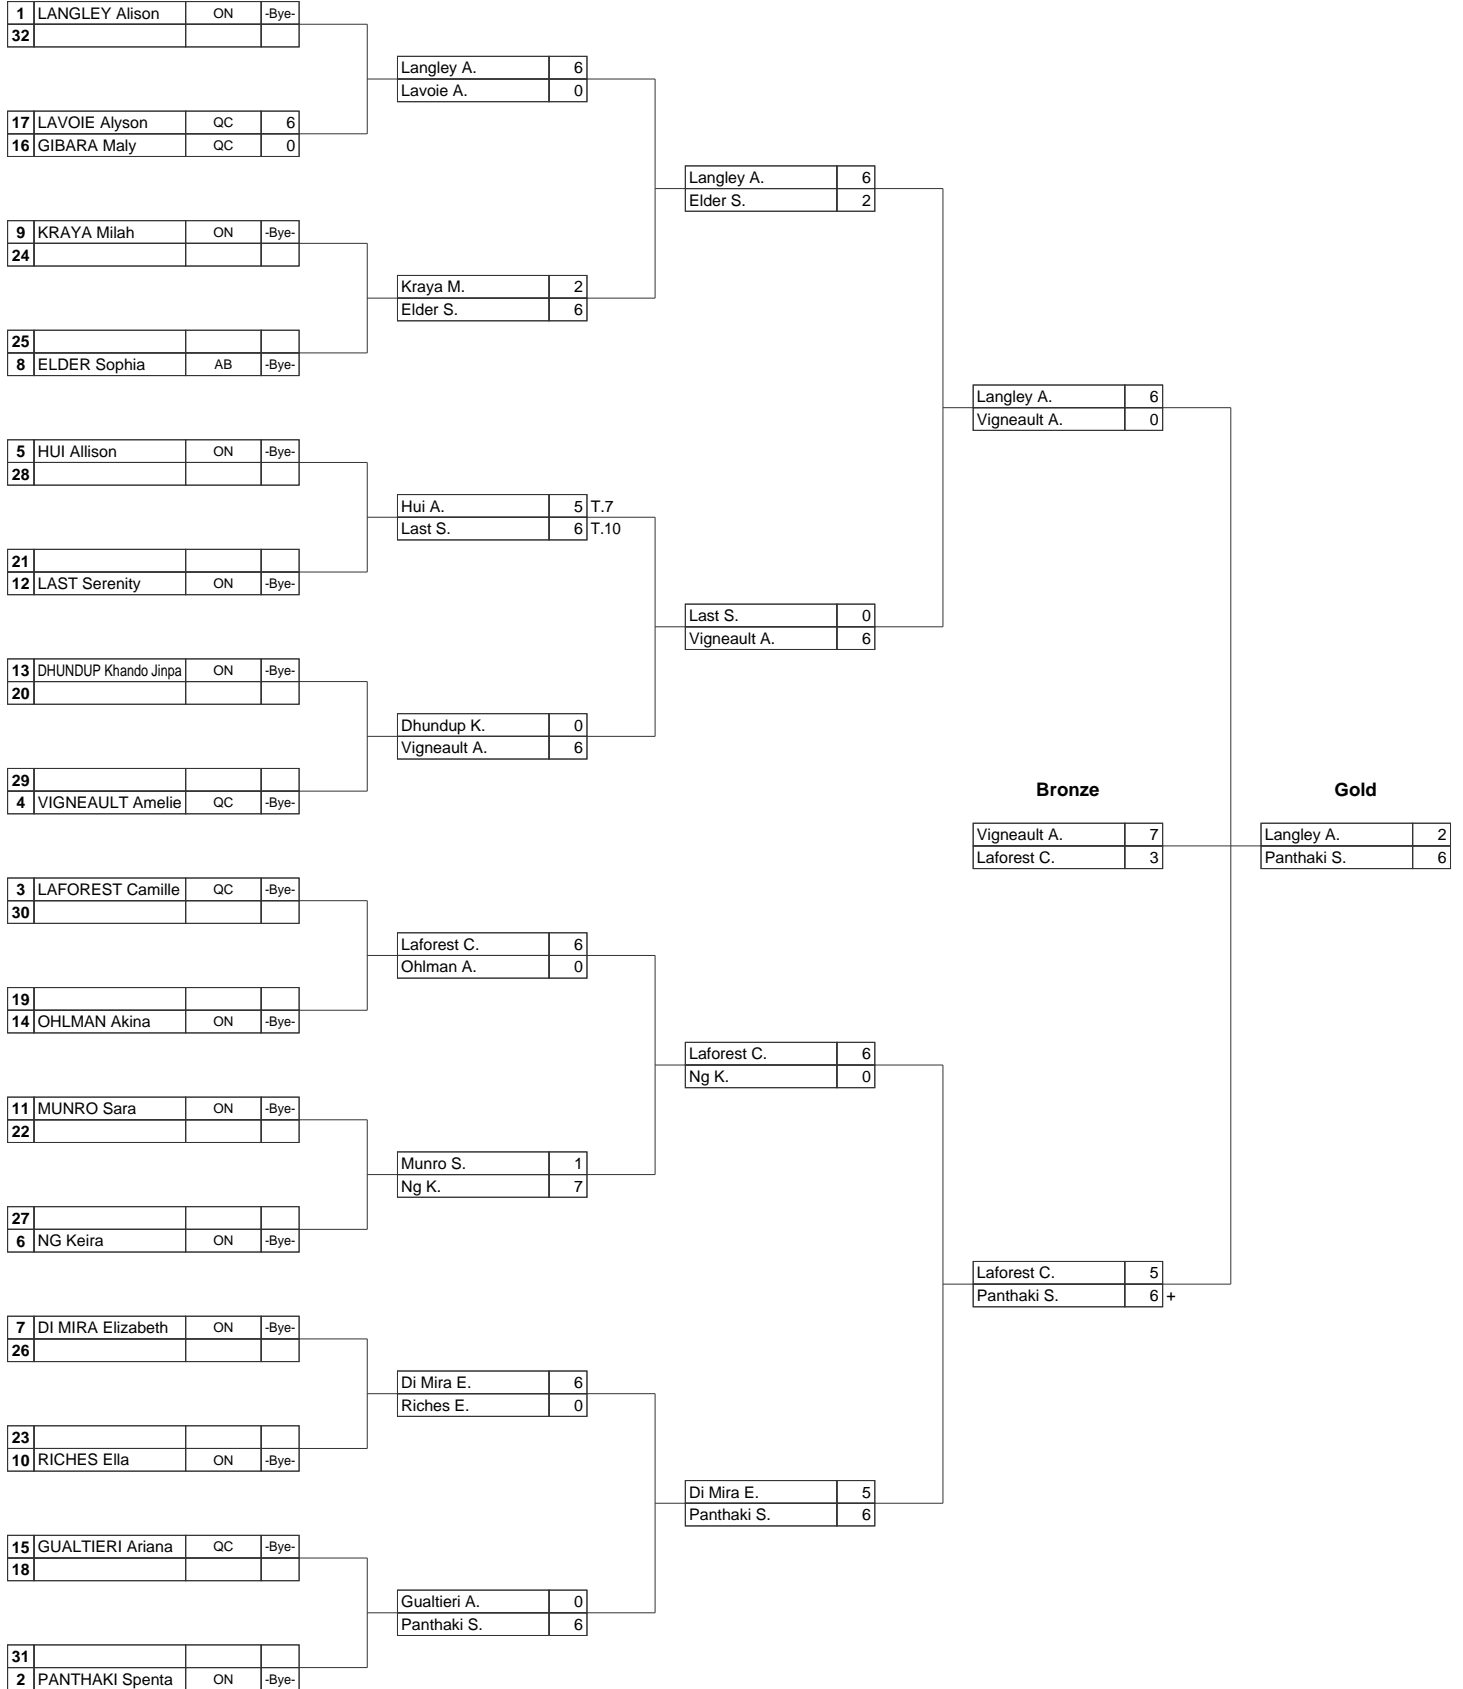 1 LANGLEY Alison ON -Bye-
32
Langley A. 6
Lavoie A. 0
17 LAVOIE Alyson QC 6
16 GIBARA Maly QC 0
Langley A. 6
Elder S. 2
9 KRAYA Milah ON -Bye-
24
Kraya M. 2
Elder S. 6
25
8 ELDER Sophia AB -Bye-
Langley A. 6
Vigneault A. 0
5 HUI Allison ON -Bye-
28
Hui A. 5 T.7
Last S. 6 T.10
21
12 LAST Serenity ON -Bye-
Last S. 0
Vigneault A. 6
13 DHUNDUP Khando Jinpa ON -Bye-
20
Dhundup K. 0
Vigneault A. 6
29
4 VIGNEAULT Amelie QC -Bye-
Bronze Gold
Vigneault A. 7 Langley A. 2
Laforest C. 3 Panthaki S. 6
3 LAFOREST Camille QC -Bye-
30
Laforest C. 6
Ohlman A. 0
19
14 OHLMAN Akina ON -Bye-
Laforest C. 6
Ng K. 0
11 MUNRO Sara ON -Bye-
22
Munro S. 1
Ng K. 7
27
6 NG Keira ON -Bye-
Laforest C. 5
Panthaki S. 6 +
7 DI MIRA Elizabeth ON -Bye-
26
Di Mira E. 6
Riches E. 0
23
10 RICHES Ella ON -Bye-
Di Mira E. 5
Panthaki S. 6
15 GUALTIERI Ariana QC -Bye-
18
Gualtieri A. 0
Panthaki S. 6
31
2 PANTHAKI Spenta ON -Bye-